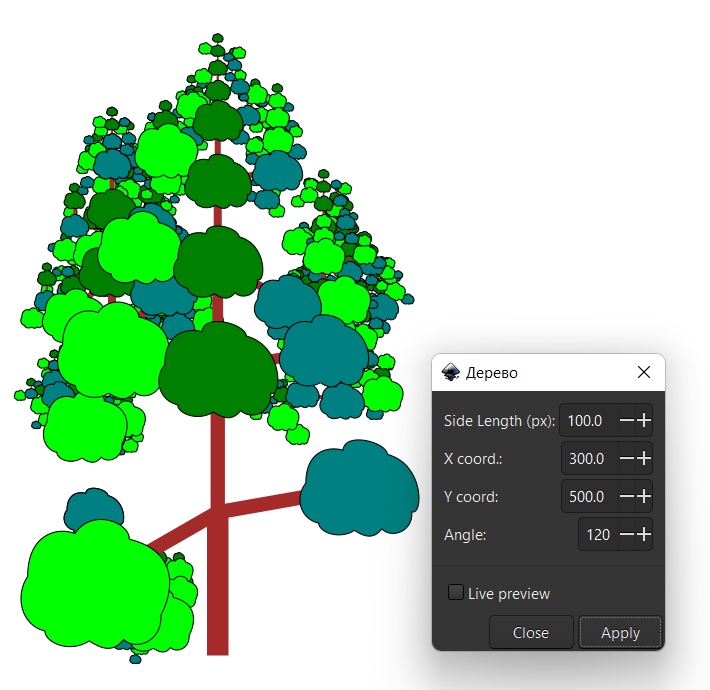 Дерево
Side Length (px): 100.0
X coord.: 300.0
Y coord: 500.0
Angle: 120
Live preview
Close Apply